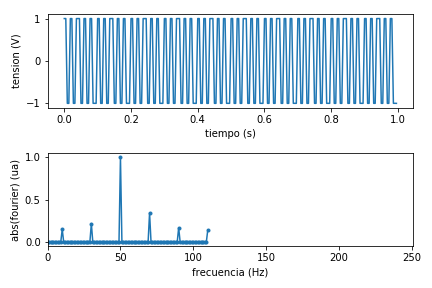 1
0
−1
tension (V)
0.0 0.2 0.4 0.6 0.8 1.0
tiempo (s)
1.0
0.5
0.0
abs(fourier) (ua)
0 50 100 150 200 250
frecuencia (Hz)